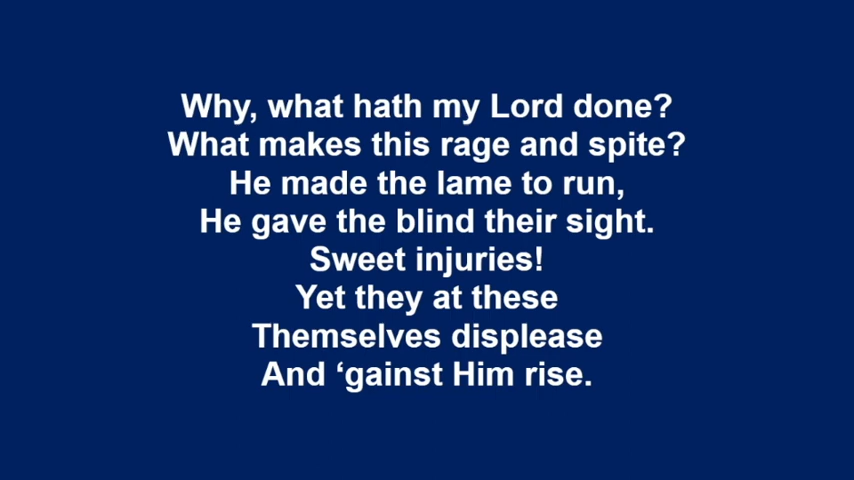 Why, what hath my Lord done?
What makes this rage and spite?
He made the lame to run,
He gave the blind their sight.
Sweet injuries!
Yet they at these
Themselves displease
And ‘gainst Him rise.